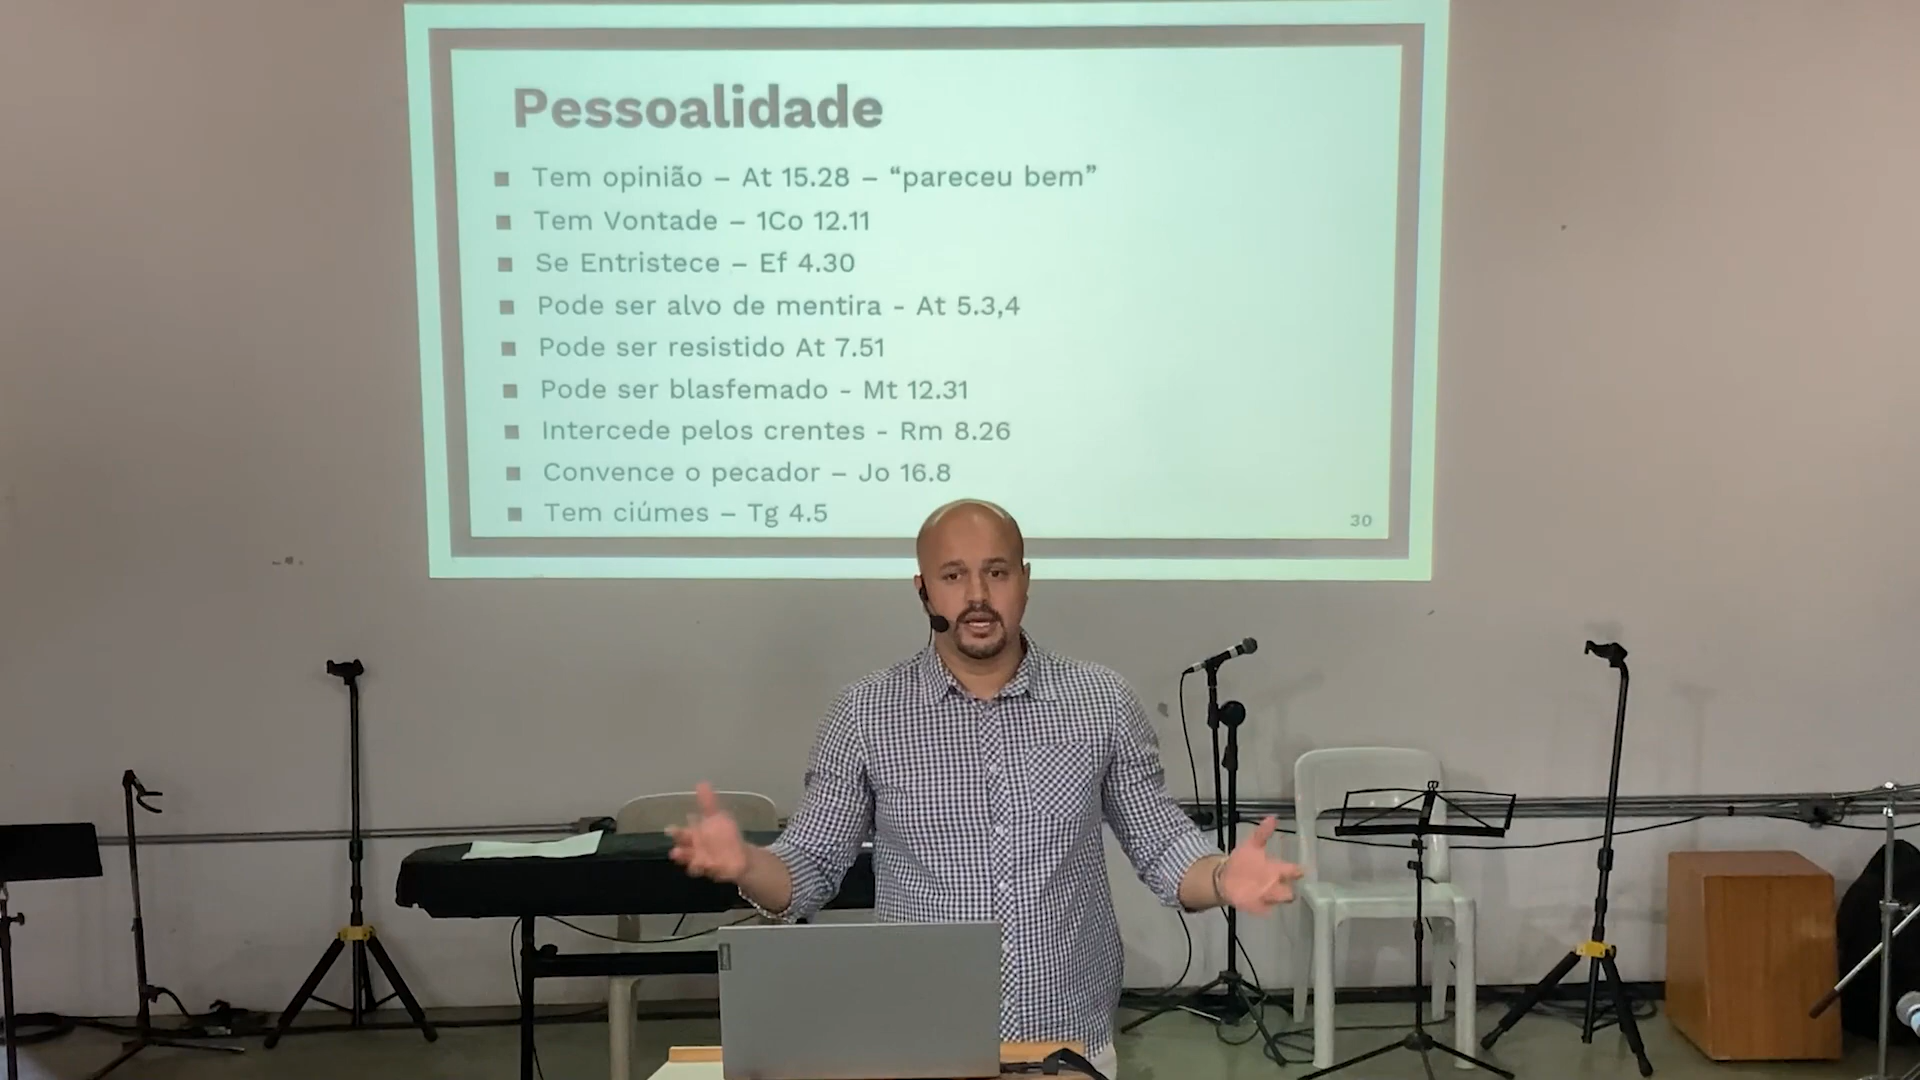 Pessoalidade
Tem opinião – At 15.28 – “pareceu bem”
Tem Vontade – 1Co 12.11
Se Entristece – Ef 4.30
Pode ser alvo de mentira - At 5.3,4
Pode ser resistido At 7.51
Pode ser blasfemado - Mt 12.31
Intercede pelos crentes - Rm 8.26
Convence o pecador – Jo 16.8
Tem ciúmes – Tg 4.5
30